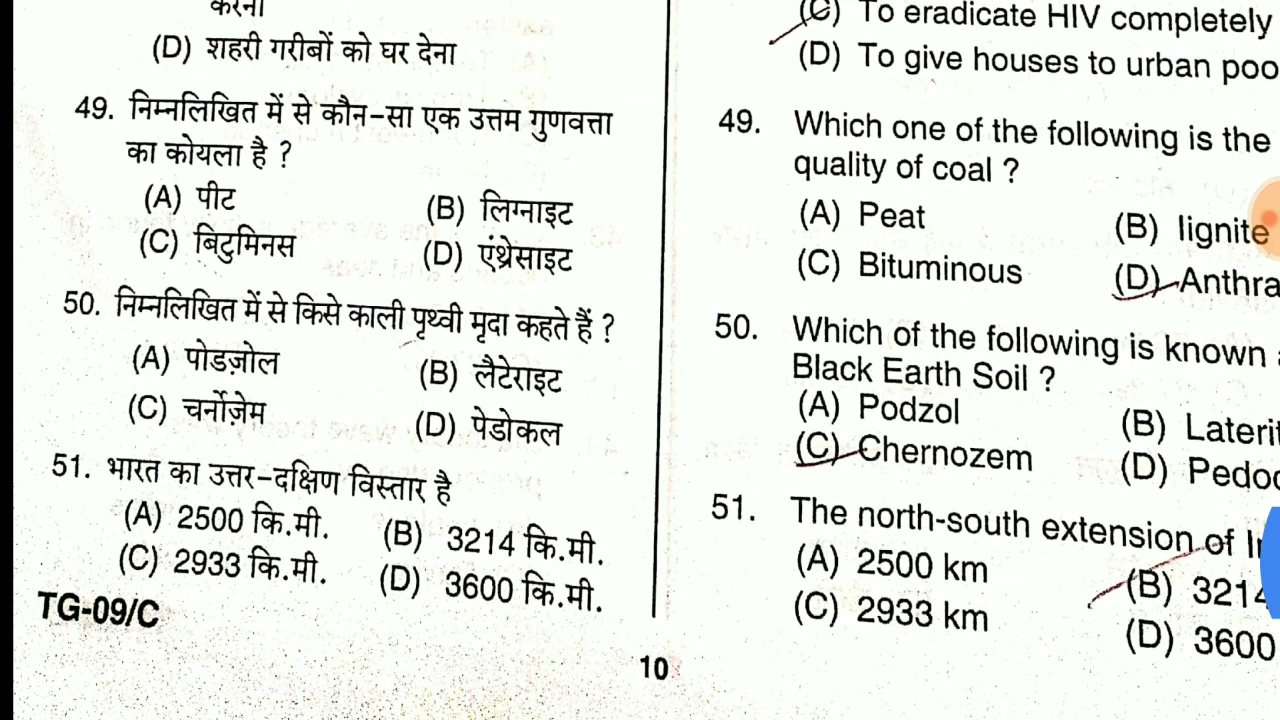 करना
(D) शहरी गरीबों को घर देना
49. निम्नलिखित में से कौन-सा एक उत्तम गुणवत्ता
का कोयला है ?
(A) पीट (B) लिग्नाइट
(C) बिटुमिनस (D) एंथ्रेसाइट
50. निम्नलिखित में से किसे काली पृथ्वी मृदा कहते हैं ?
(A) पोडज़ोल (B) लैटेराइट
(C) चर्नोज़ेम (D) पेडोकल
51. भारत का उत्तर-दक्षिण विस्तार है
(A) 2500 कि.मी. (B) 3214 कि.मी.
(C) 2933 कि.मी. (D) 3600 कि.मी.
TG-09/C
(C) To eradicate HIV completely
(D) To give houses to urban poo
49. Which one of the following is the
quality of coal ?
(A) Peat (B) lignite
(C) Bituminous (D) Anthra
50. Which of the following is known
Black Earth Soil ?
(A) Podzol (B) Laterit
(C) Chernozem (D) Pedoc
51. The north-south extension of I
(A) 2500 km (B) 3214
(C) 2933 km (D) 3600
10